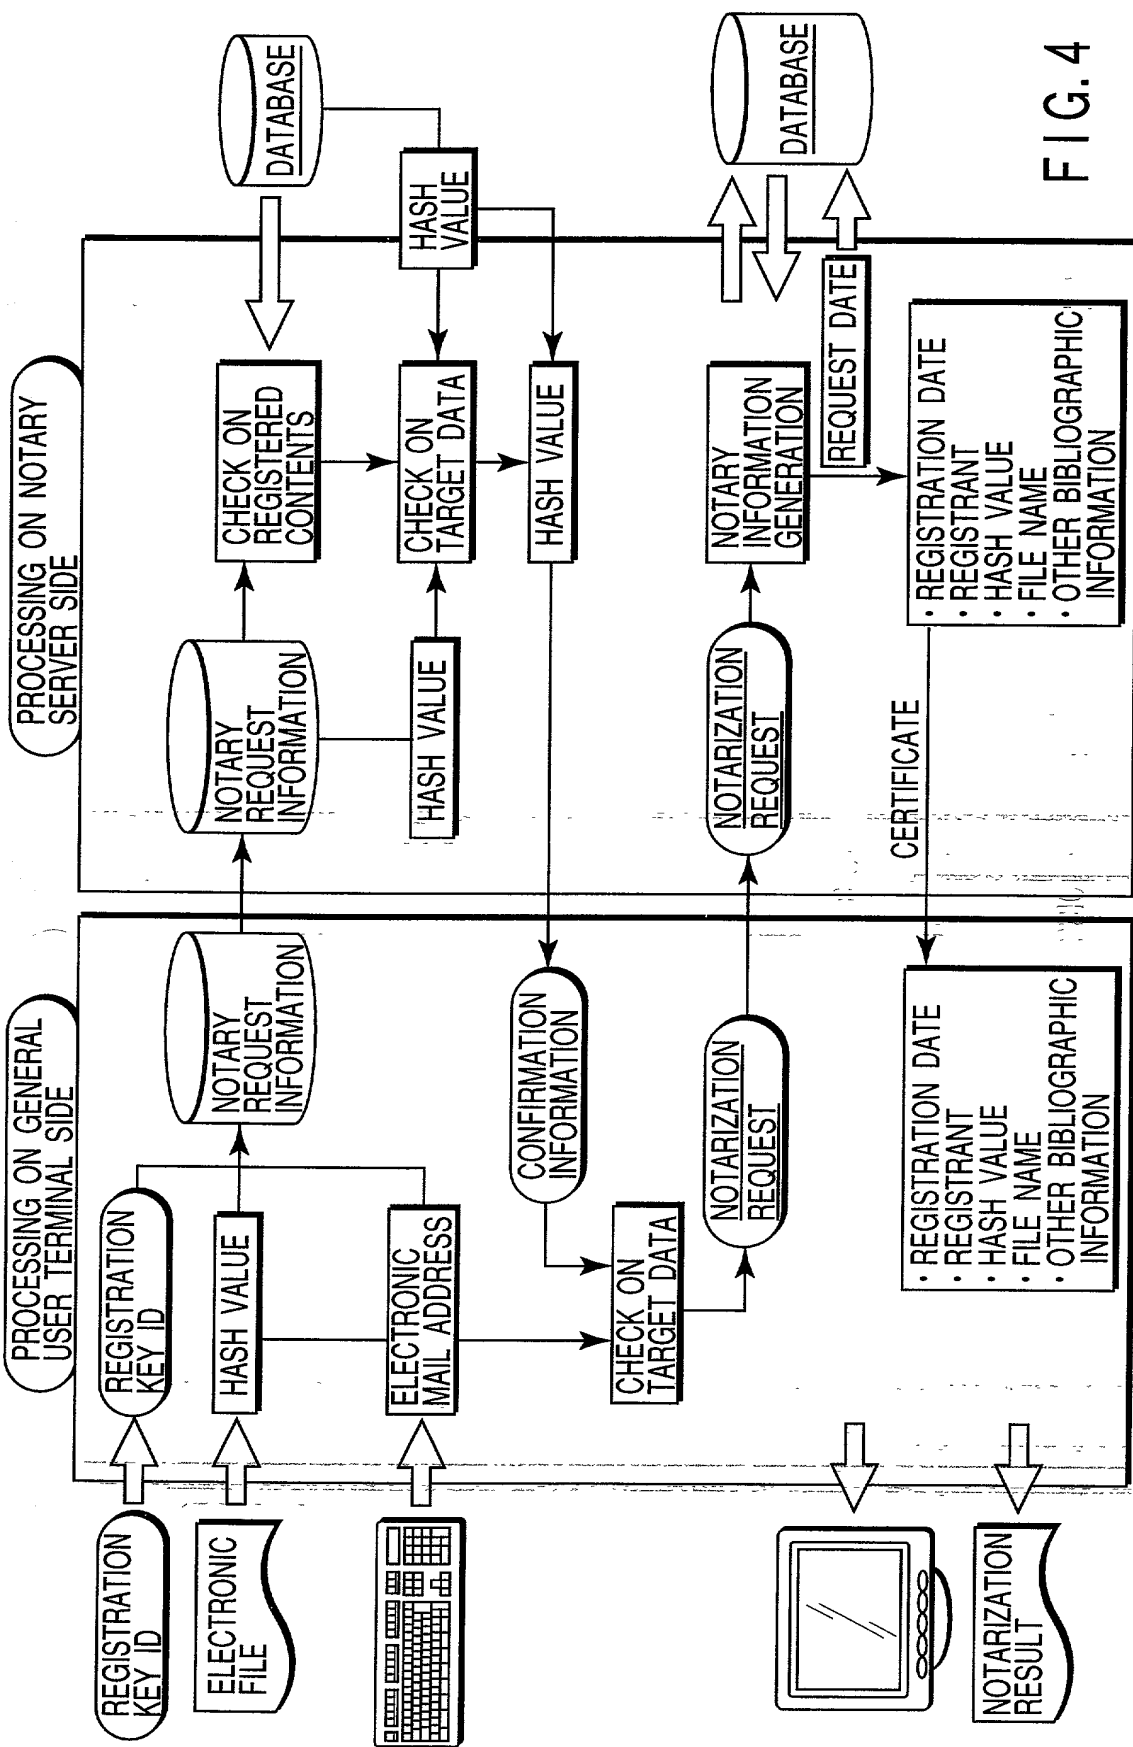 PROCESSING ON GENERAL
USER TERMINAL SIDE
PROCESSING ON NOTARY
SERVER SIDE
REGISTRATION
KEY ID
REGISTRATION
KEY ID
ELECTRONIC
FILE
HASH VALUE
NOTARY
REQUEST
INFORMATION
NOTARY
REQUEST
INFORMATION
CHECK ON
REGISTERED
CONTENTS
DATABASE
ELECTRONIC
MAIL ADDRESS
HASH VALUE
CHECK ON
TARGET DATA
HASH
VALUE
CONFIRMATION
INFORMATION
HASH VALUE
CHECK ON
TARGET DATA
NOTARIZATION
REQUEST
NOTARIZATION
REQUEST
NOTARY
INFORMATION
GENERATION
DATABASE
REQUEST DATE
CERTIFICATE
NOTARIZATION
RESULT
· REGISTRATION DATE
· REGISTRANT
· HASH VALUE
· FILE NAME
· OTHER BIBLIOGRAPHIC
INFORMATION
· REGISTRATION DATE
· REGISTRANT
· HASH VALUE
· FILE NAME
· OTHER BIBLIOGRAPHIC
INFORMATION
FIG. 4